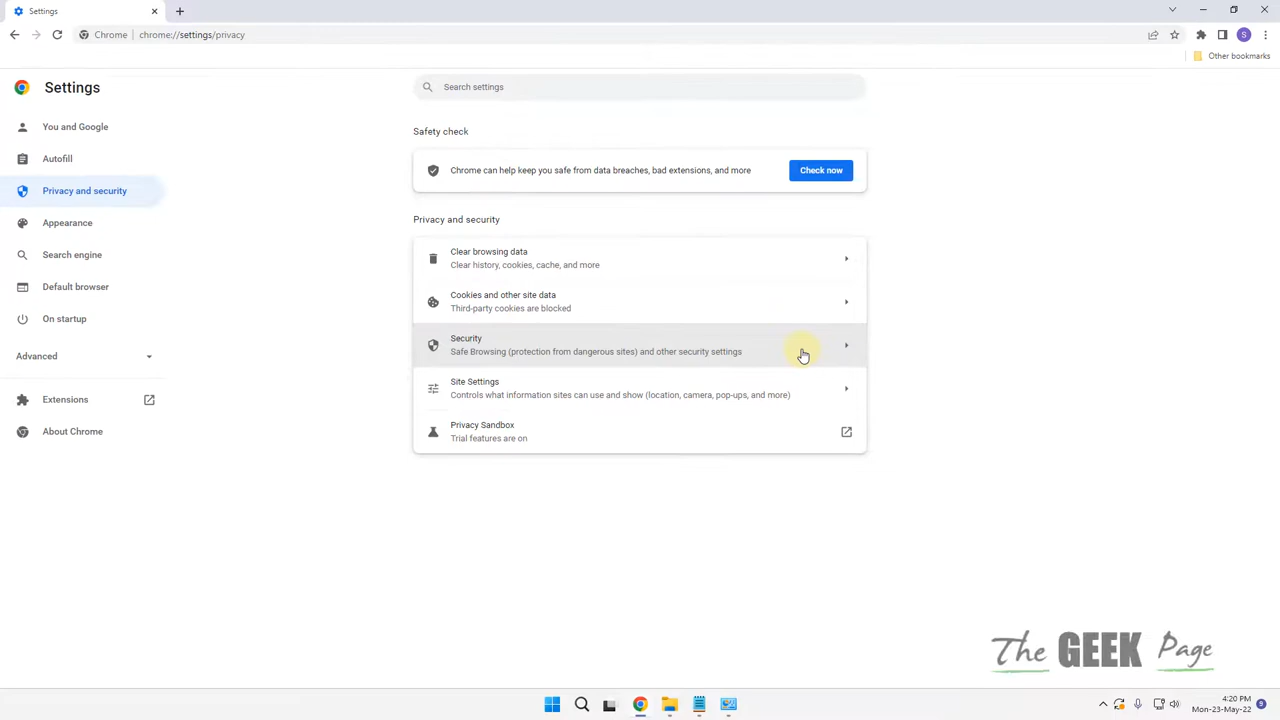 Settings
Chrome
chrome://settings/privacy
S
Other bookmarks
Settings
Search settings
You and Google
Autofill
Privacy and security
Appearance
Search engine
Default browser
On startup
Advanced
Extensions
About Chrome
Safety check
Chrome can help keep you safe from data breaches, bad extensions, and more
Check now
Privacy and security
Clear browsing data
Clear history, cookies, cache, and more
Cookies and other site data
Third-party cookies are blocked
Security
Safe Browsing (protection from dangerous sites) and other security settings
Site Settings
Controls what information sites can use and show (location, camera, pop-ups, and more)
Privacy Sandbox
Trial features are on
The GEEK Page
4:20 PM
Mon-23-May-22
9